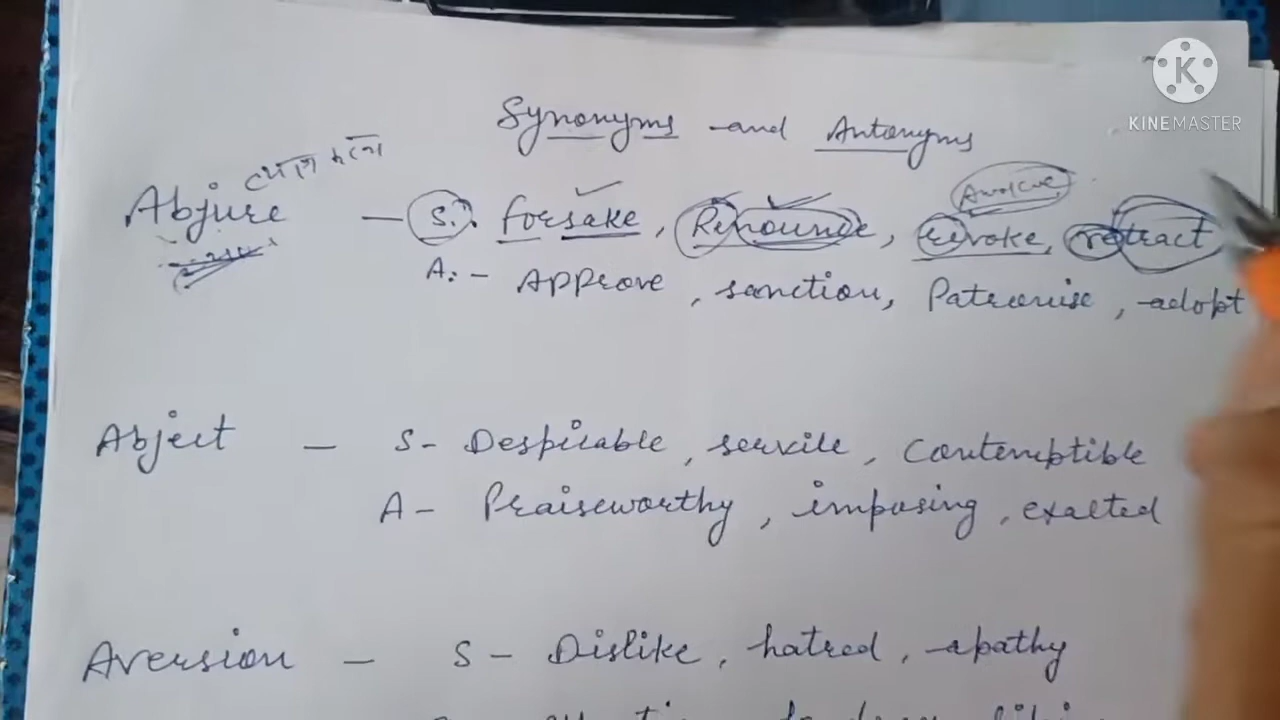 KINEMASTER
Synonyms and Antonyms
ত্যাগ করা
Abjure — S. Forsake, Renounce, revoke, retract
A: - Approve, sanction, Patronise, adopt
Abject — S- Despicable, servile, Contemptible
A- Praiseworthy, imposing, exalted
Aversion — S - Dislike, hatred, apathy